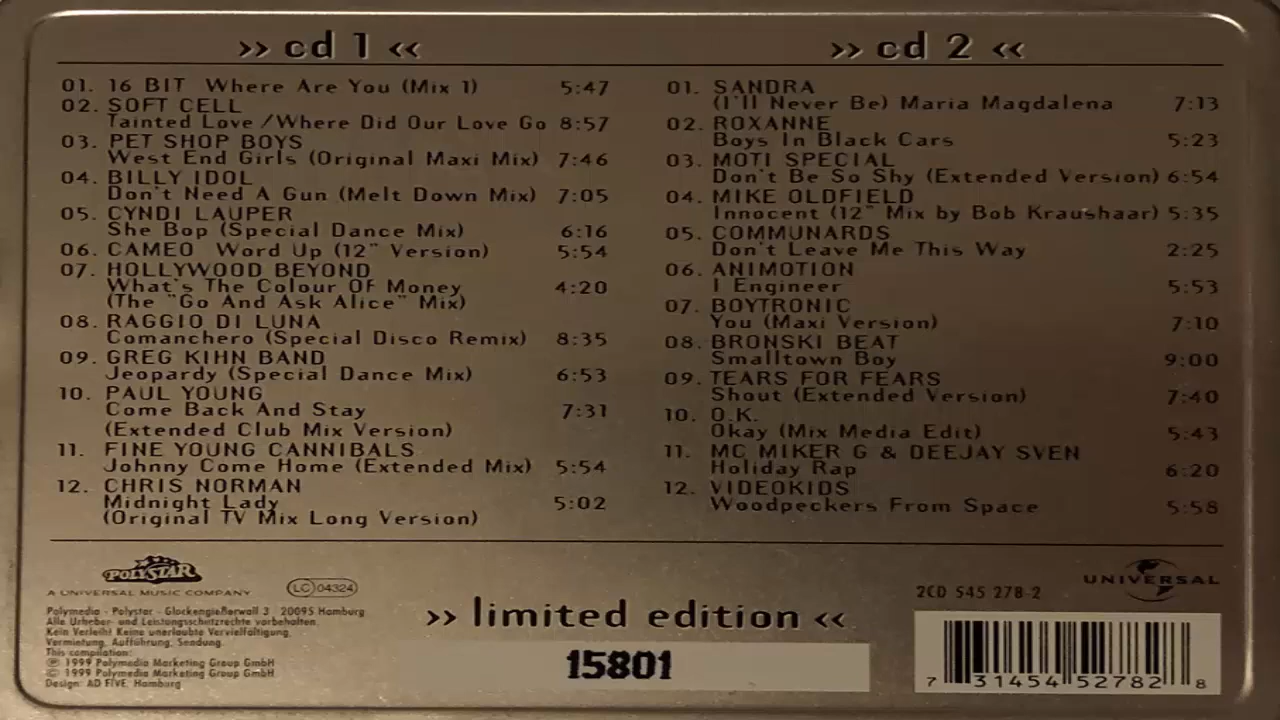 >> cd 1 <<
01. 16 BIT Where Are You (Mix 1) 5:47
02. SOFT CELL
Tainted Love /Where Did Our Love Go 8:57
03. PET SHOP BOYS
West End Girls (Original Maxi Mix) 7:46
04. BILLY IDOL
Don't Need A Gun (Melt Down Mix) 7:05
05. CYNDI LAUPER
She Bop (Special Dance Mix) 6:16
06. CAMEO Word Up (12" Version) 5:54
07. HOLLYWOOD BEYOND
What's The Colour Of Money 4:20
(The "Go And Ask Alice" Mix)
08. RAGGIO DI LUNA
Comanchero (Special Disco Remix) 8:35
09. GREG KIHN BAND
Jeopardy (Special Dance Mix) 6:53
10. PAUL YOUNG
Come Back And Stay 7:31
(Extended Club Mix Version)
11. FINE YOUNG CANNIBALS
Johnny Come Home (Extended Mix) 5:54
12. CHRIS NORMAN
Midnight Lady 5:02
(Original TV Mix Long Version)
>> cd 2 <<
01. SANDRA
(I'll Never Be) Maria Magdalena 7:13
02. ROXANNE
Boys In Black Cars 5:23
03. MOTI SPECIAL
Don't Be So Shy (Extended Version) 6:54
04. MIKE OLDFIELD
Innocent (12" Mix by Bob Kraushaar) 5:35
05. COMMUNARDS
Don't Leave Me This Way 2:25
06. ANIMOTION
I Engineer 5:53
07. BOYTRONIC
You (Maxi Version) 7:10
08. BRONSKI BEAT
Smalltown Boy 9:00
09. TEARS FOR FEARS
Shout (Extended Version) 7:40
10. O.K.
Okay (Mix Media Edit) 5:43
11. MC MIKER G & DEEJAY SVEN
Holiday Rap 6:20
12. VIDEOKIDS
Woodpeckers From Space 5:58
POLYSTAR
A UNIVERSAL MUSIC COMPANY
LC 04324
Polymedia - Polystar - Glockengießerwall 3 20095 Hamburg
Alle Urheber- und Leistungsschutzrechte vorbehalten.
Kein Verleih! Keine unerlaubte Vervielfältigung,
Vermietung, Aufführung, Sendung.
This compilation:
℗ 1999 Polymedia Marketing Group GmbH
© 1999 Polymedia Marketing Group GmbH
Design: AD FIVE, Hamburg
>> limited edition <<
15801
UNIVERSAL
2CD 545 278-2
7 31454 52782 8